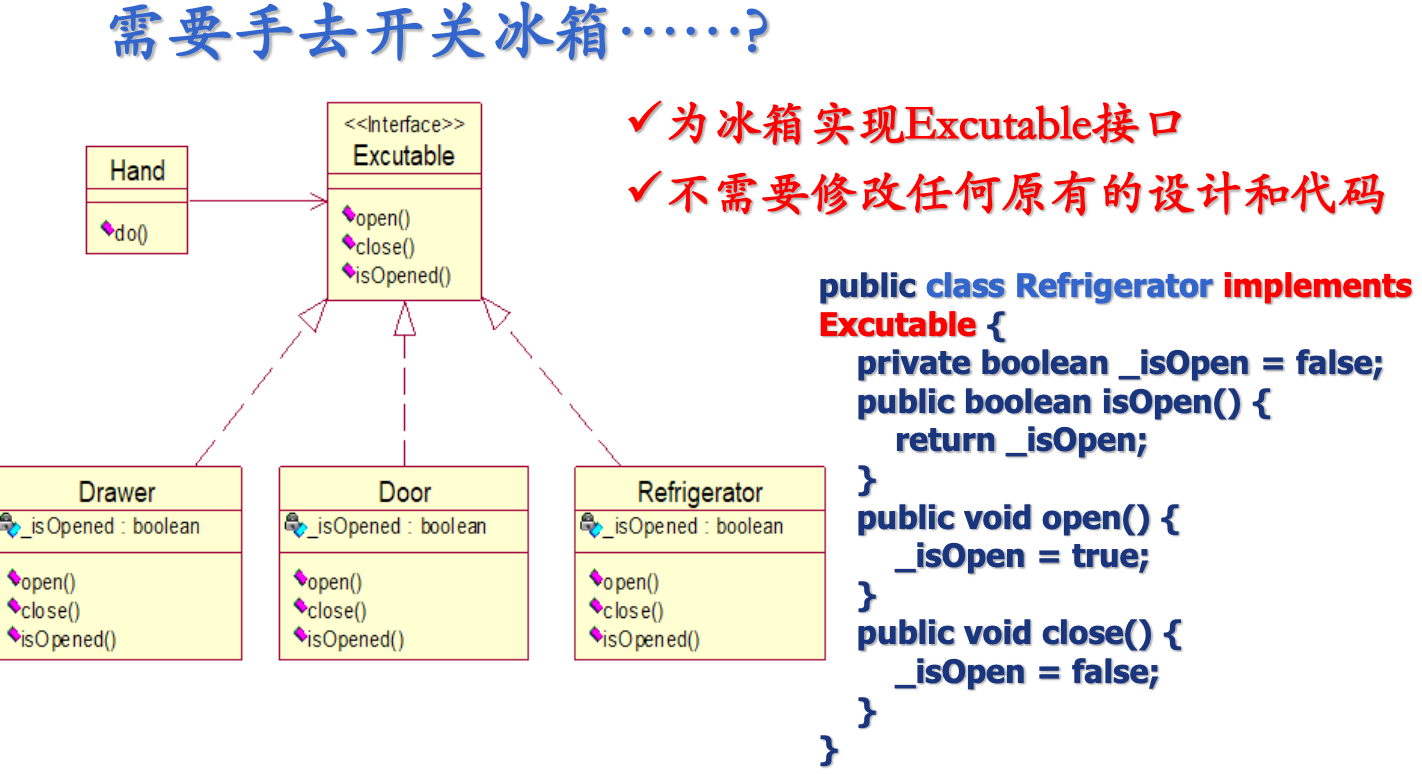 需要手去开关冰箱……?
<<Interface>>
Excutable
open()
close()
isOpened()
Hand
do()
Drawer
_isOpened : boolean
open()
close()
isOpened()
Door
_isOpened : boolean
open()
close()
isOpened()
Refrigerator
_isOpened : boolean
open()
close()
isOpened()
✓为冰箱实现Excutable接口
✓不需要修改任何原有的设计和代码
public class Refrigerator implements
Excutable {
private boolean _isOpen = false;
public boolean isOpen() {
return _isOpen;
}
public void open() {
_isOpen = true;
}
public void close() {
_isOpen = false;
}
}